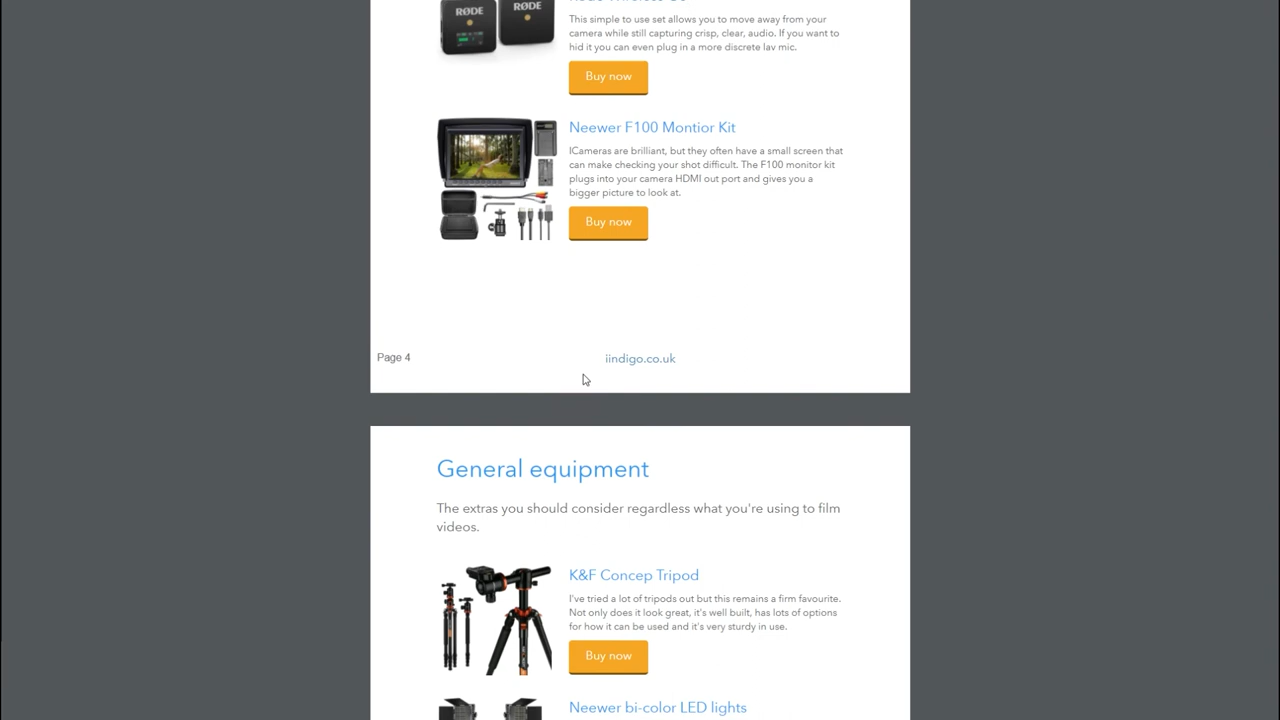 RØDE
RØDE
This simple to use set allows you to move away from your
camera while still capturing crisp, clear, audio. If you want to
hid it you can even plug in a more discrete lav mic.
Buy now
Neewer F100 Montior Kit
ICameras are brilliant, but they often have a small screen that
can make checking your shot difficult. The F100 monitor kit
plugs into your camera HDMI out port and gives you a
bigger picture to look at.
Buy now
Page 4
iindigo.co.uk
General equipment
The extras you should consider regardless what you're using to film
videos.
K&F Concep Tripod
I've tried a lot of tripods out but this remains a firm favourite.
Not only does it look great, it's well built, has lots of options
for how it can be used and it's very sturdy in use.
Buy now
Neewer bi-color LED lights